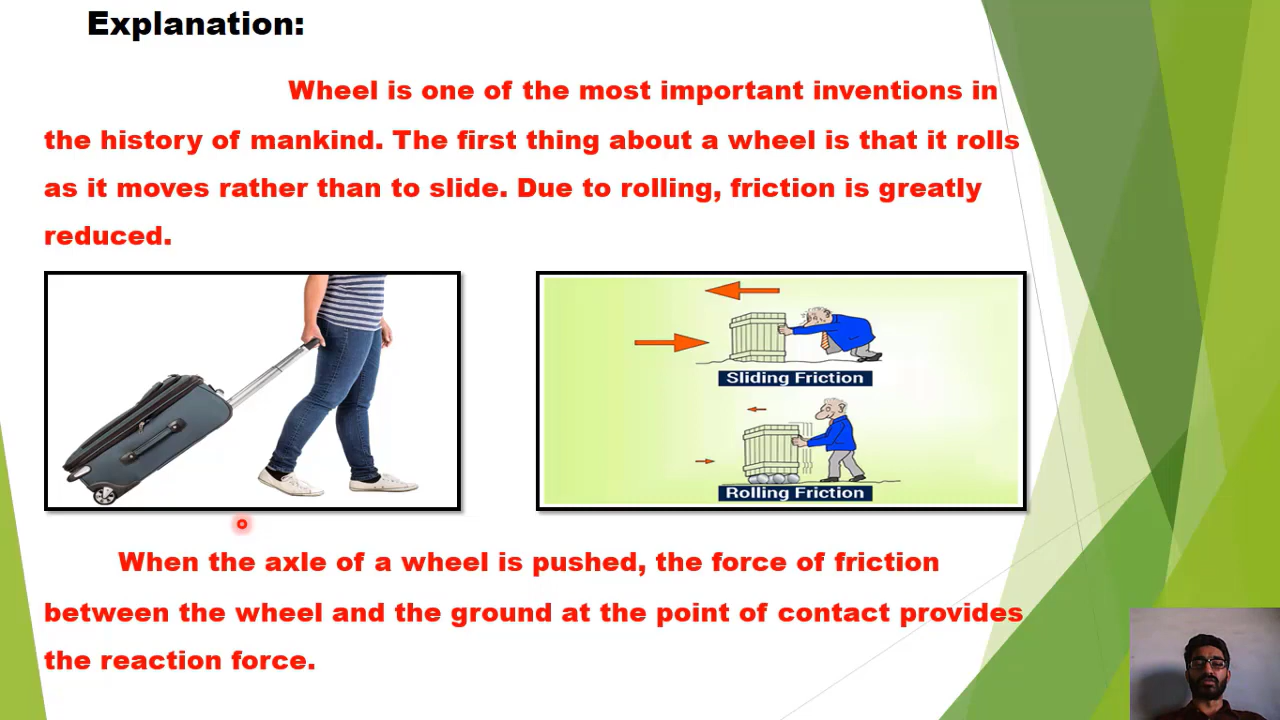 Explanation:
Wheel is one of the most important inventions in
the history of mankind. The first thing about a wheel is that it rolls
as it moves rather than to slide. Due to rolling, friction is greatly
reduced.
Sliding Friction
Rolling Friction
When the axle of a wheel is pushed, the force of friction
between the wheel and the ground at the point of contact provides
the reaction force.